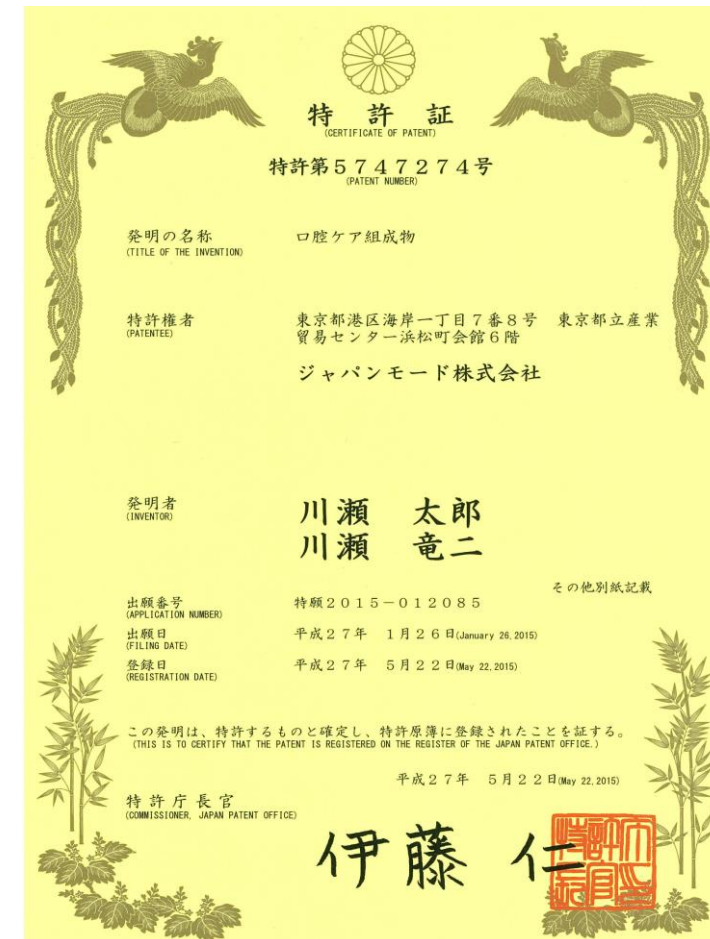 特許証
(CERTIFICATE OF PATENT)
特許第5747274号
(PATENT NUMBER)
発明の名称 口腔ケア組成物
(TITLE OF THE INVENTION)
特許権者 東京都港区海岸一丁目7番8号 東京都立産業
(PATENTEE) 貿易センター浜松町会館6階
ジャパンモード株式会社
発明者 川瀬 太郎
(INVENTOR) 川瀬 竜二
その他別紙記載
出願番号 特願2015-012085
(APPLICATION NUMBER)
出願日 平成27年 1月26日(January 26,2015)
(FILING DATE)
登録日 平成27年 5月22日(May 22,2015)
(REGISTRATION DATE)
この発明は、特許するものと確定し、特許原簿に登録されたことを証する。
(THIS IS TO CERTIFY THAT THE PATENT IS REGISTERED ON THE REGISTER OF THE JAPAN PATENT OFFICE.)
平成27年 5月22日(May 22,2015)
特許庁長官
(COMMISSIONER, JAPAN PATENT OFFICE)
伊藤 仁